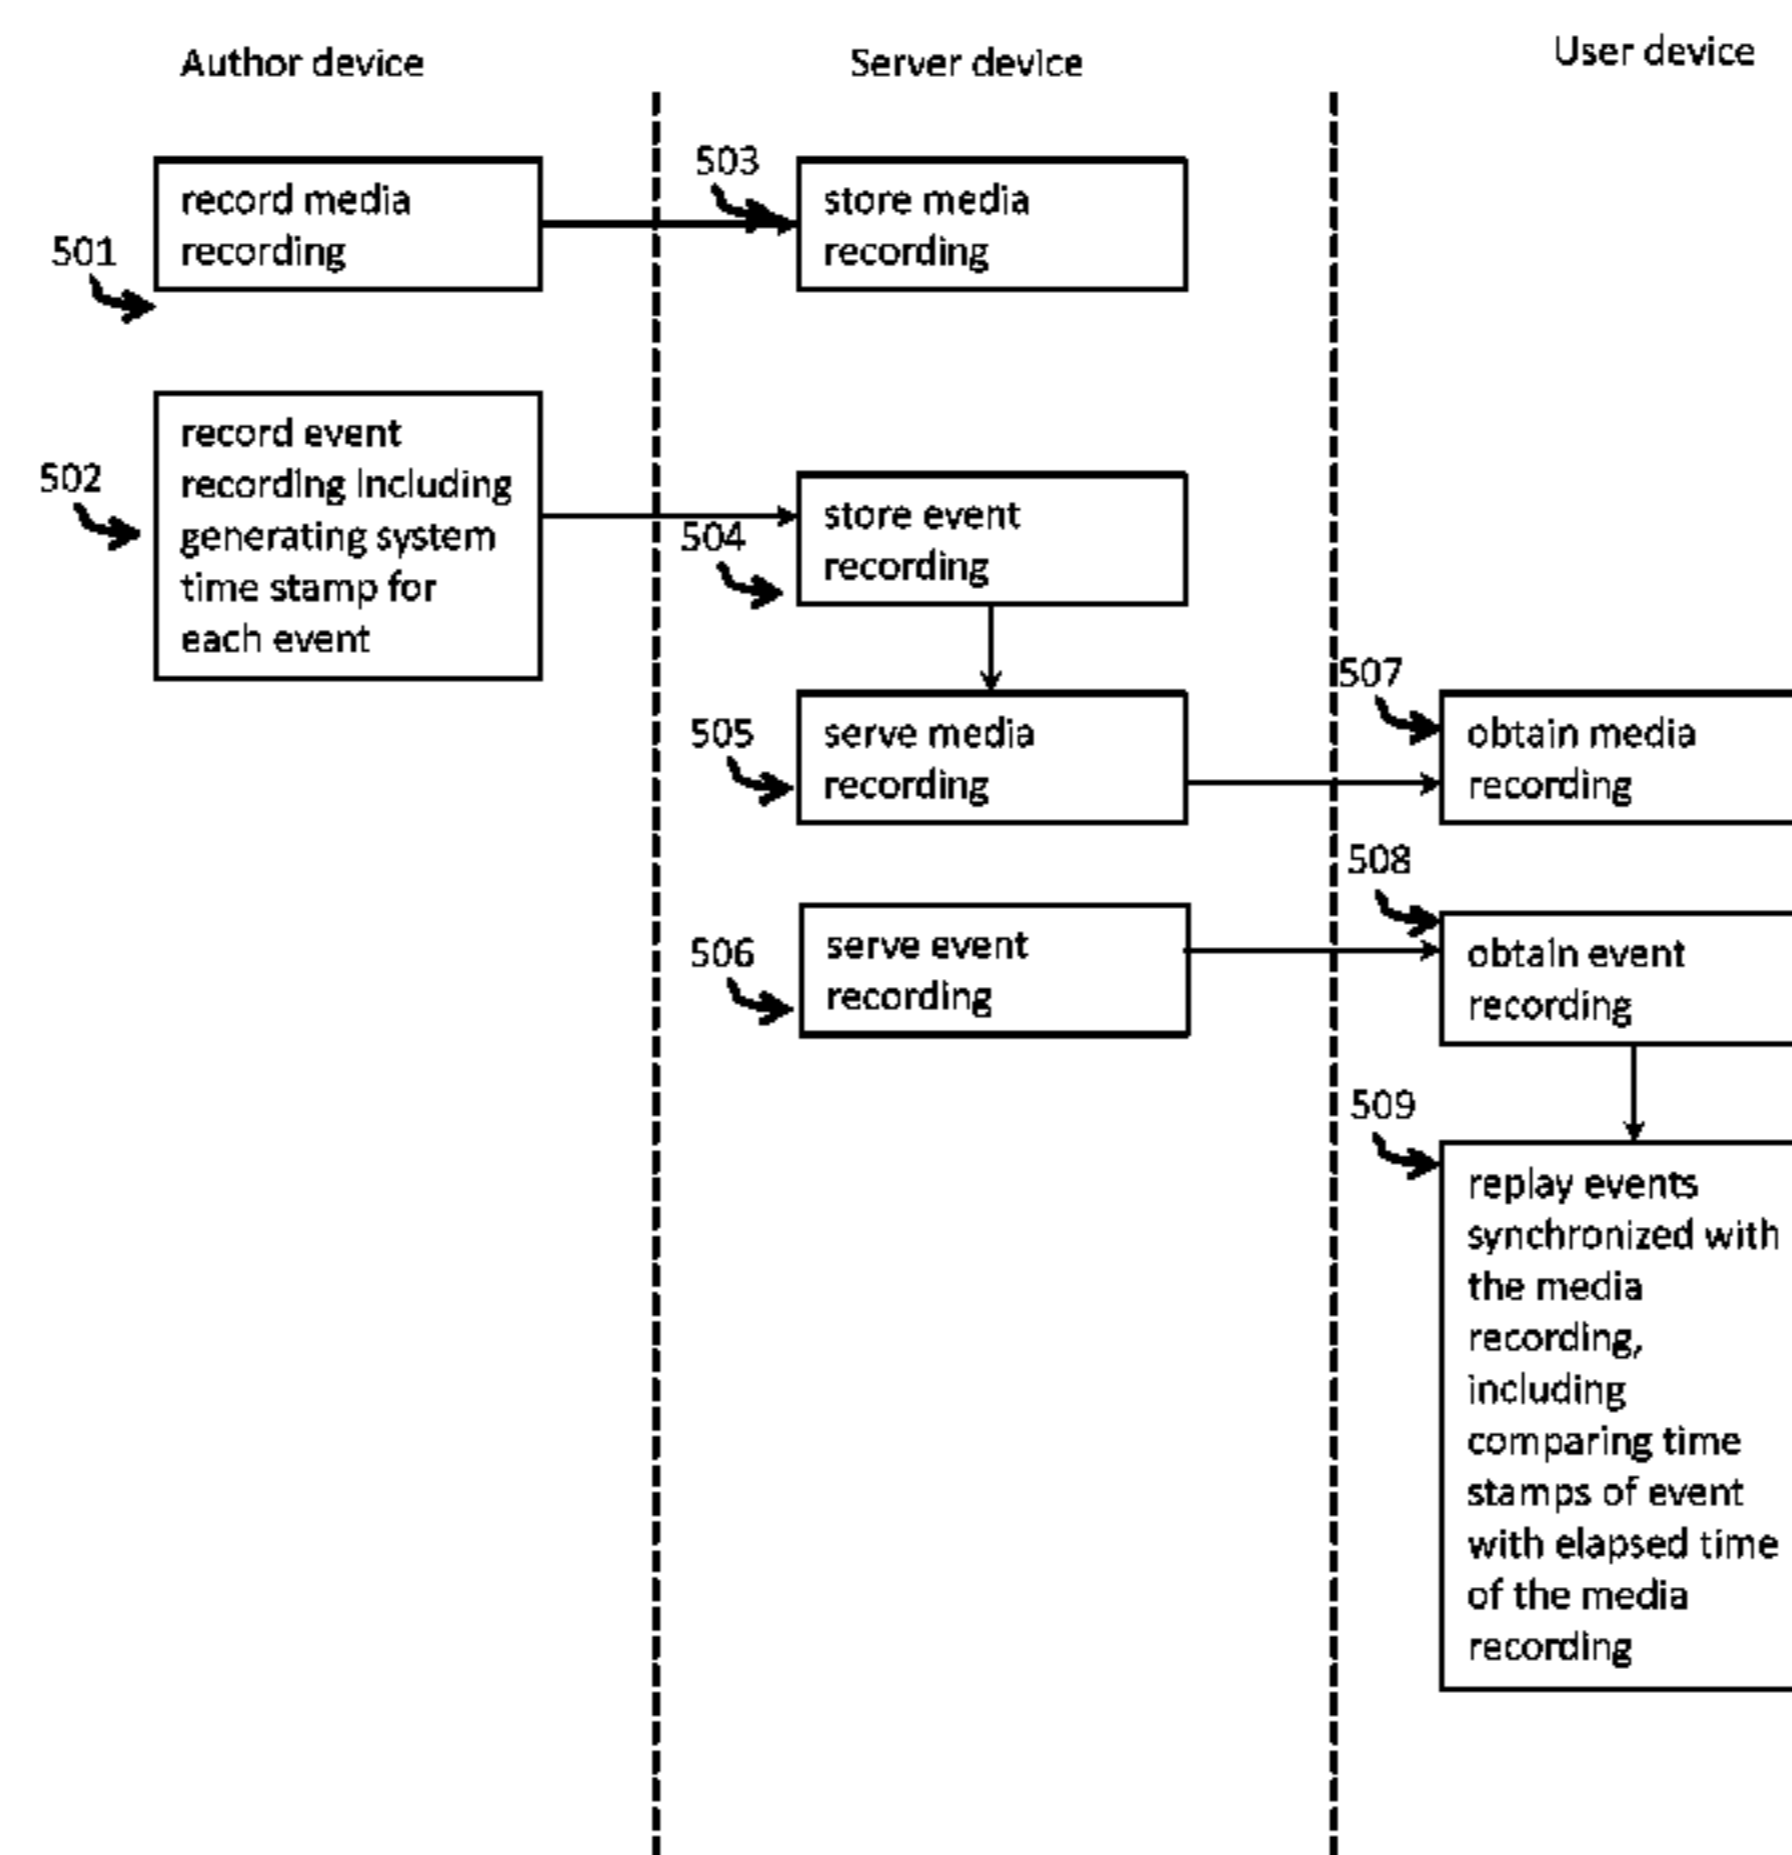 Author device
Server device
User device
503
record media
recording
store media
recording
501
record event
recording including
generating system
time stamp for
each event
502
store event
recording
504
507
505
serve media
recording
obtain media
recording
508
506
serve event
recording
obtain event
recording
509
replay events
synchronized with
the media
recording,
including
comparing time
stamps of event
with elapsed time
of the media
recording